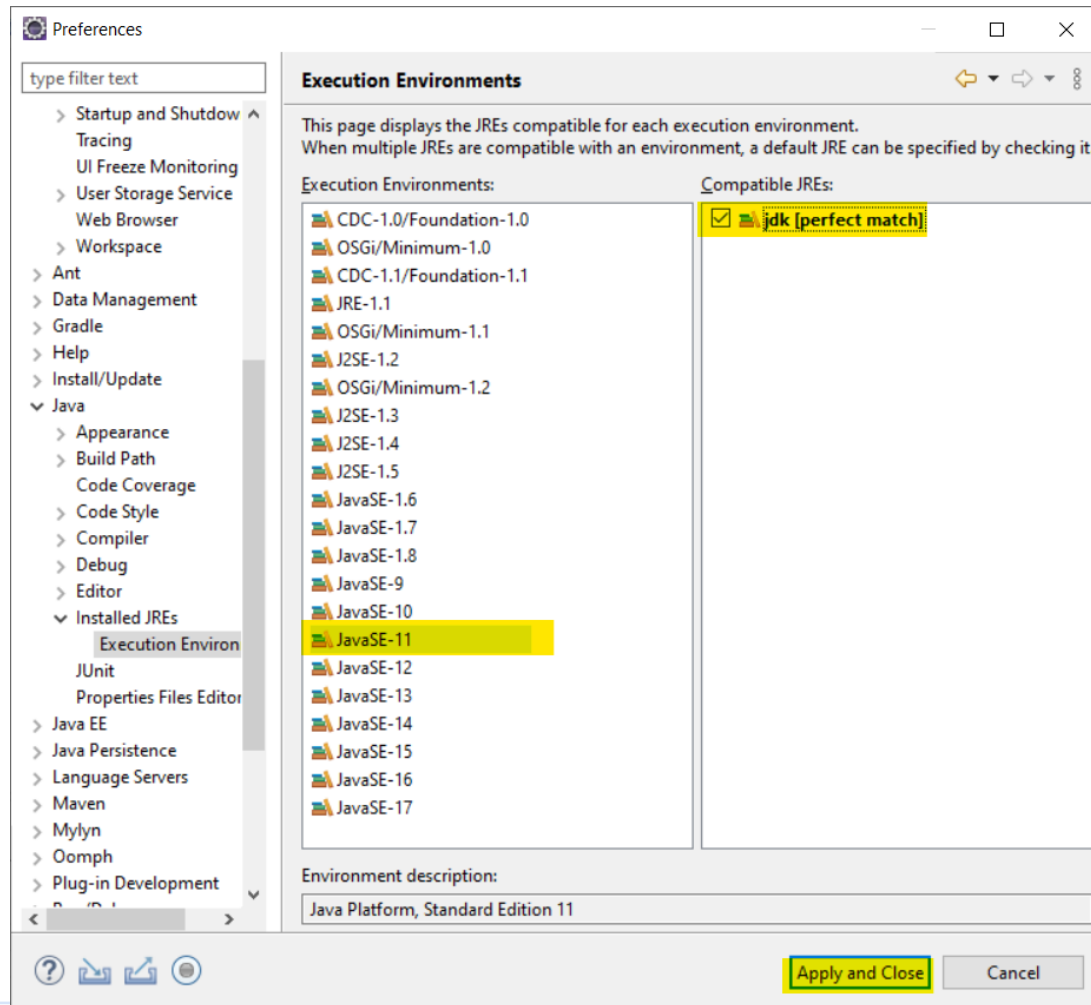 Preferences
type filter text
Startup and Shutdow
Tracing
UI Freeze Monitoring
User Storage Service
Web Browser
Workspace
Ant
Data Management
Gradle
Help
Install/Update
Java
Appearance
Build Path
Code Coverage
Code Style
Compiler
Debug
Editor
Installed JREs
Execution Environ
JUnit
Properties Files Editor
Java EE
Java Persistence
Language Servers
Maven
Mylyn
Oomph
Plug-in Development
Execution Environments
This page displays the JREs compatible for each execution environment.
When multiple JREs are compatible with an environment, a default JRE can be specified by checking it
Execution Environments:
CDC-1.0/Foundation-1.0
OSGi/Minimum-1.0
CDC-1.1/Foundation-1.1
JRE-1.1
OSGi/Minimum-1.1
J2SE-1.2
OSGi/Minimum-1.2
J2SE-1.3
J2SE-1.4
J2SE-1.5
JavaSE-1.6
JavaSE-1.7
JavaSE-1.8
JavaSE-9
JavaSE-10
JavaSE-11
JavaSE-12
JavaSE-13
JavaSE-14
JavaSE-15
JavaSE-16
JavaSE-17
Compatible JREs:
jdk [perfect match]
Environment description:
Java Platform, Standard Edition 11
Apply and Close
Cancel